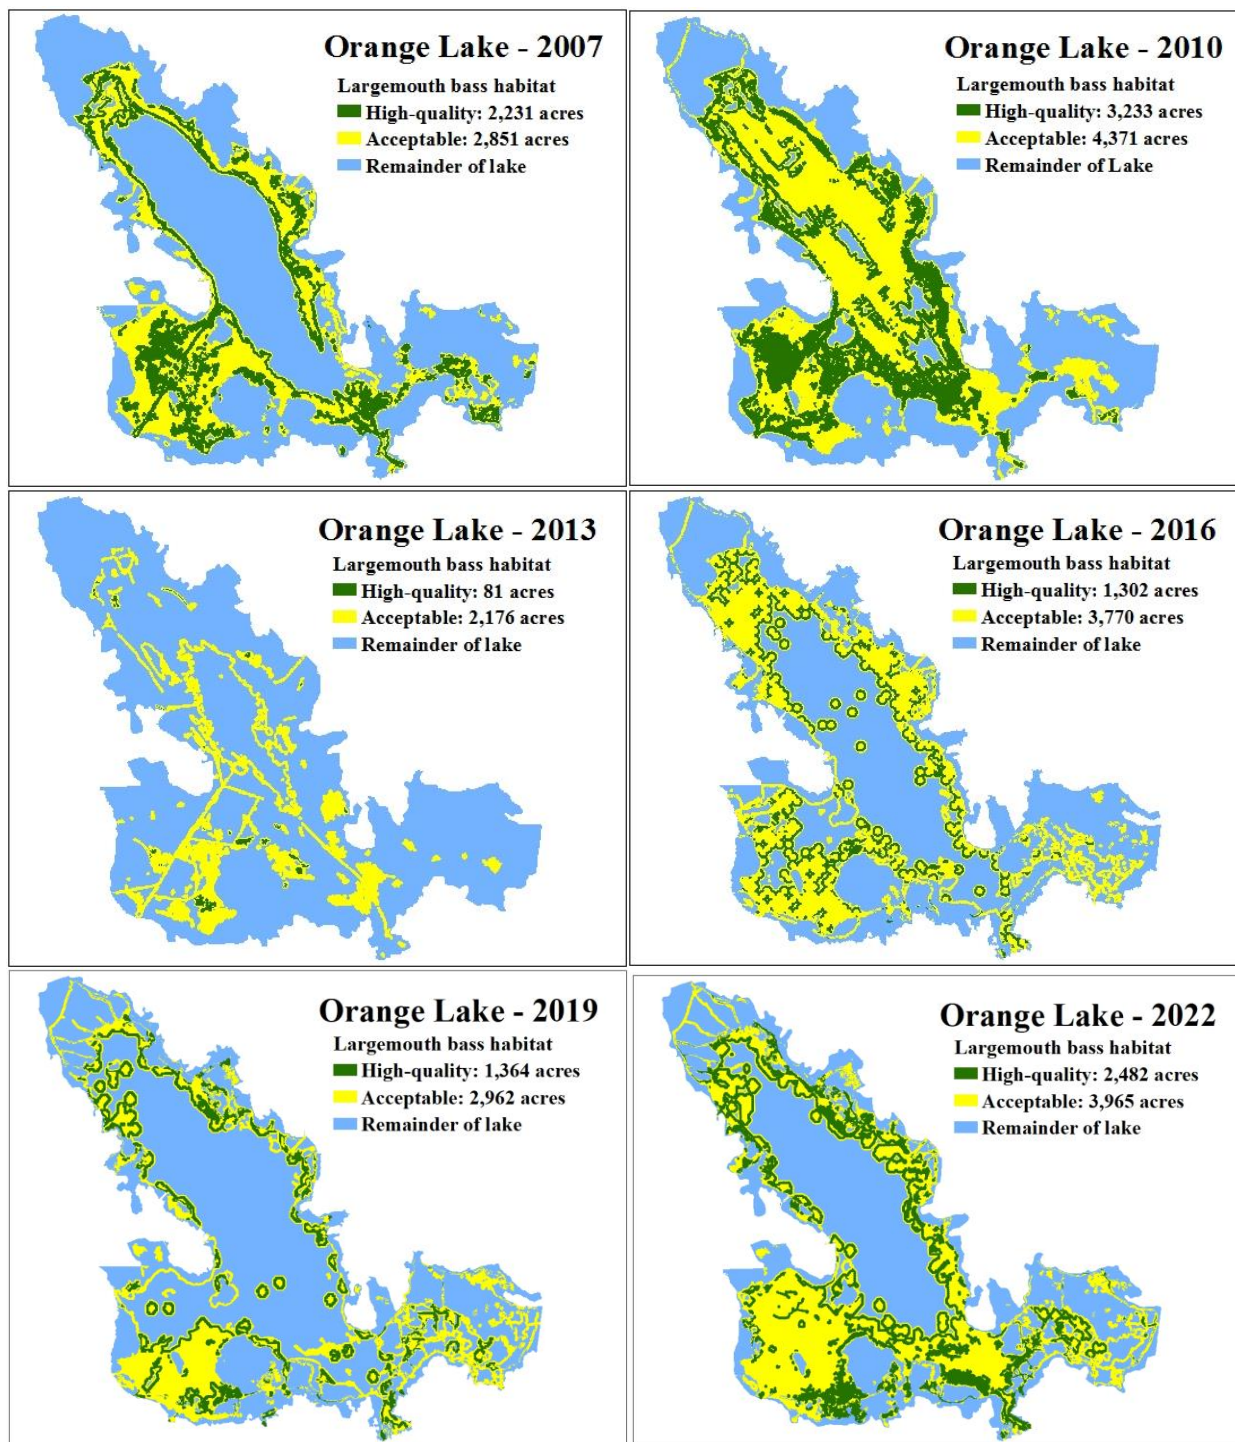 Orange Lake - 2007
Largemouth bass habitat
High-quality: 2,231 acres
Acceptable: 2,851 acres
Remainder of lake
Orange Lake - 2010
Largemouth bass habitat
High-quality: 3,233 acres
Acceptable: 4,371 acres
Remainder of Lake
Orange Lake - 2013
Largemouth bass habitat
High-quality: 81 acres
Acceptable: 2,176 acres
Remainder of lake
Orange Lake - 2016
Largemouth bass habitat
High-quality: 1,302 acres
Acceptable: 3,770 acres
Remainder of lake
Orange Lake - 2019
Largemouth bass habitat
High-quality: 1,364 acres
Acceptable: 2,962 acres
Remainder of lake
Orange Lake - 2022
Largemouth bass habitat
High-quality: 2,482 acres
Acceptable: 3,965 acres
Remainder of lake